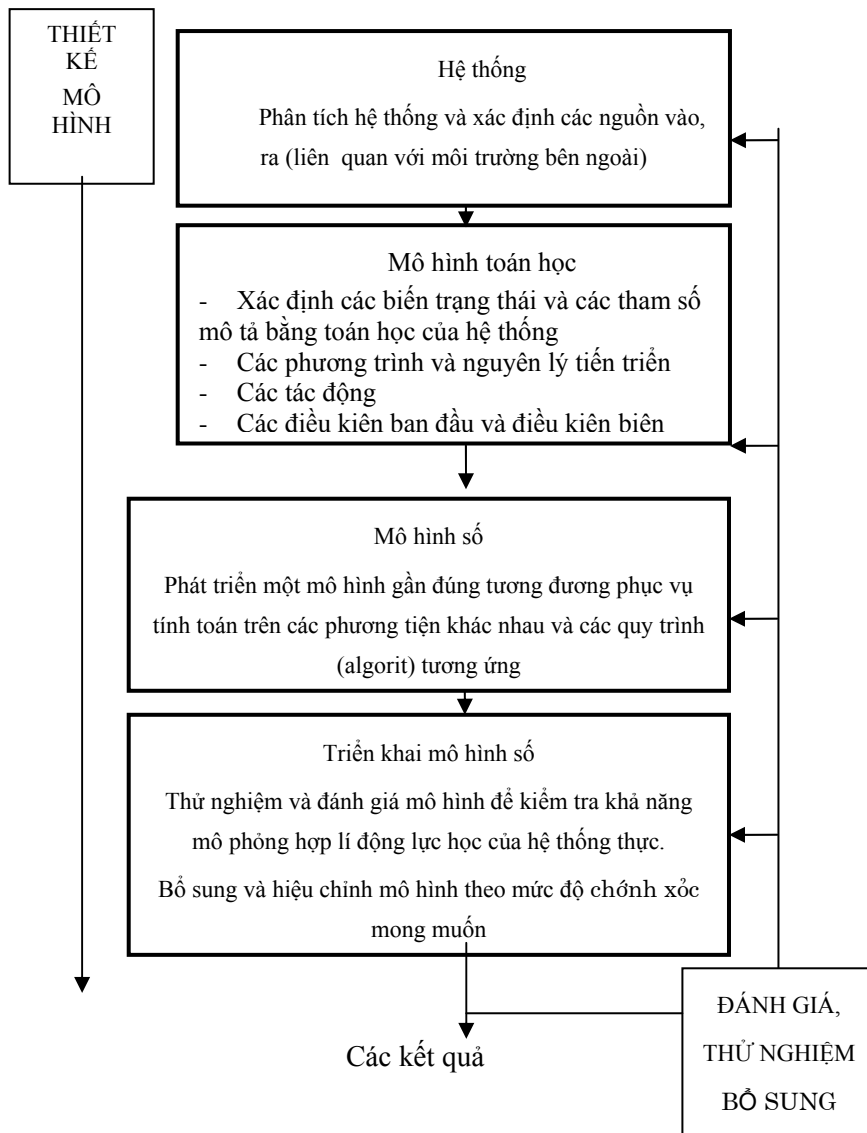 THIẾT
KẾ
MÔ
HÌNH
Hệ thống
Phân tích hệ thống và xác định các nguồn vào,
ra (liên quan với môi trường bên ngoài)
Mô hình toán học
- Xác định các biến trạng thái và các tham số
mô tả bằng toán học của hệ thống
- Các phương trình và nguyên lý tiến triển
- Các tác động
- Các điều kiên ban đầu và điều kiên biên
Mô hình số
Phát triển một mô hình gần đúng tương đương phục vụ
tính toán trên các phương tiện khác nhau và các quy trình
(algorit) tương ứng
Triển khai mô hình số
Thử nghiệm và đánh giá mô hình để kiểm tra khả năng
mô phỏng hợp lí động lực học của hệ thống thực.
Bổ sung và hiệu chỉnh mô hình theo mức độ chớnh xỏc
mong muốn
Các kết quả
ĐÁNH GIÁ,
THỬ NGHIỆM
BỔ SUNG